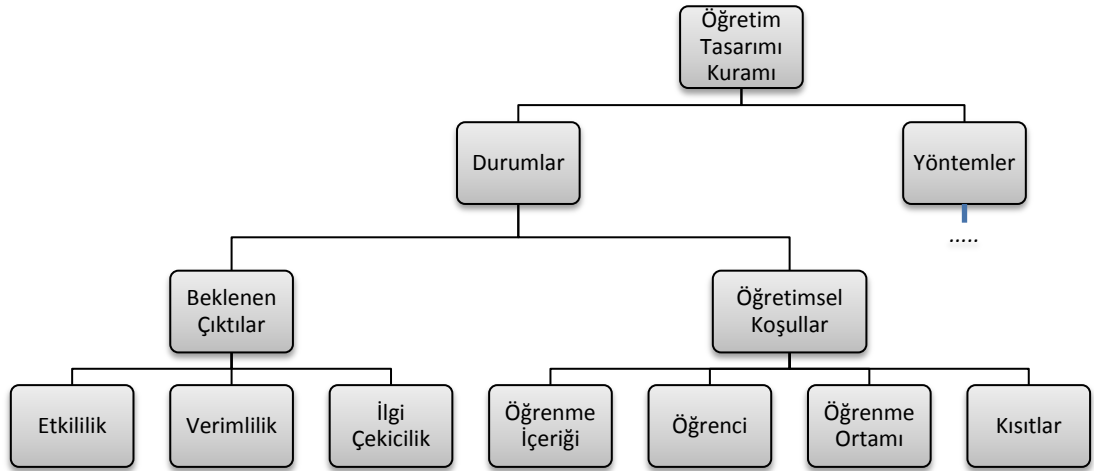 Öğretim
Tasarımı
Kuramı
Durumlar
Yöntemler
.....
Beklenen
Çıktılar
Öğretimsel
Koşullar
Etkililik
Verimlilik
İlgi
Çekicilik
Öğrenme
İçeriği
Öğrenci
Öğrenme
Ortamı
Kısıtlar